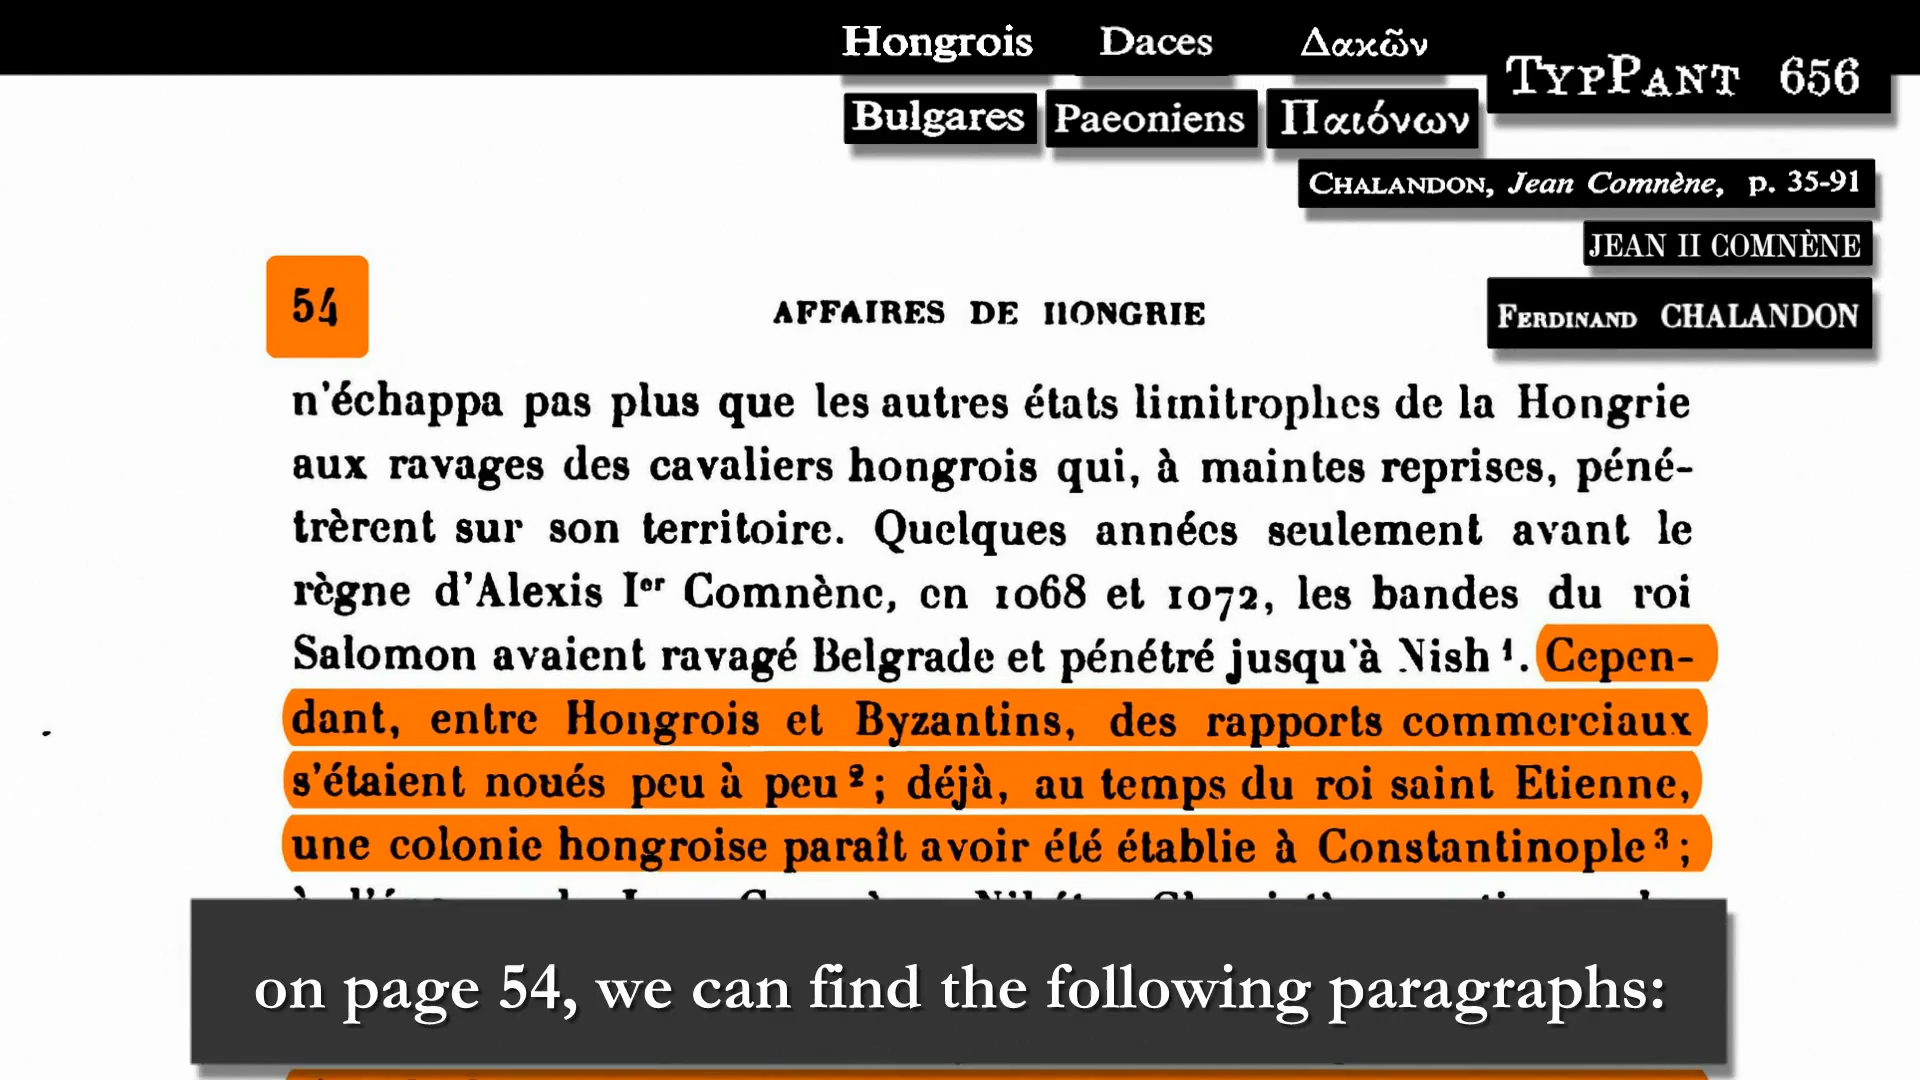 Hongrois Daces Δακῶν
TYPPANT 656
Bulgares Paeoniens Παιόνων
CHALANDON, Jean Comnène, p. 35-91
JEAN II COMNÈNE
FERDINAND CHALANDON
54 AFFAIRES DE HONGRIE
n'échappa pas plus que les autres états limitrophes de la Hongrie
aux ravages des cavaliers hongrois qui, à maintes reprises, péné-
trèrent sur son territoire. Quelques années seulement avant le
règne d'Alexis Iᵉʳ Comnène, en 1068 et 1072, les bandes du roi
Salomon avaient ravagé Belgrade et pénétré jusqu'à Nish ¹. Cepen-
dant, entre Hongrois et Byzantins, des rapports commerciaux
s'étaient noués peu à peu ² ; déjà, au temps du roi saint Etienne,
une colonie hongroise paraît avoir été établie à Constantinople ³ ;
on page 54, we can find the following paragraphs: